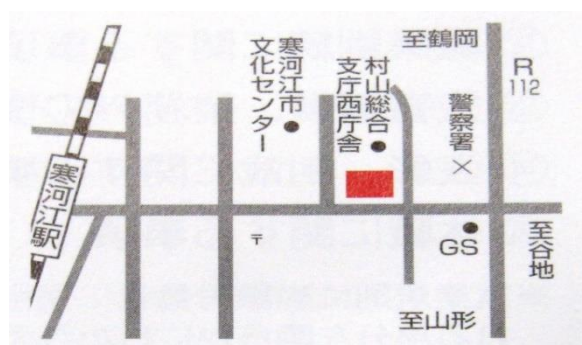 至鶴岡
R
112
寒河江市
文化センター
村山総合
支庁西庁舎
警察署
寒河江駅
〒
GS
至谷地
至山形